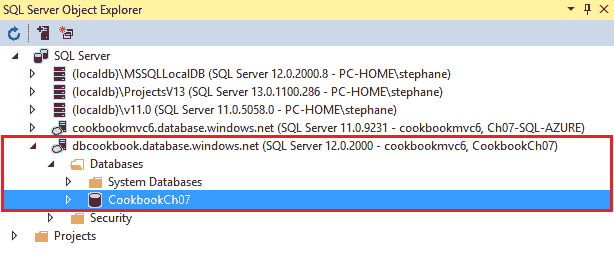 SQL Server Object Explorer
SQL Server
(localdb)\MSSQLLocalDB (SQL Server 12.0.2000.8 - PC-HOME\stephane)
(localdb)\ProjectsV13 (SQL Server 13.0.1100.286 - PC-HOME\stephane)
(localdb)\v11.0 (SQL Server 11.0.5058.0 - PC-HOME\stephane)
cookbookmvc6.database.windows.net (SQL Server 11.0.9231 - cookbookmvc6, Ch07-SQL-AZURE)
dbcookbook.database.windows.net (SQL Server 12.0.2000 - cookbookmvc6, CookbookCh07)
Databases
System Databases
CookbookCh07
Security
Projects